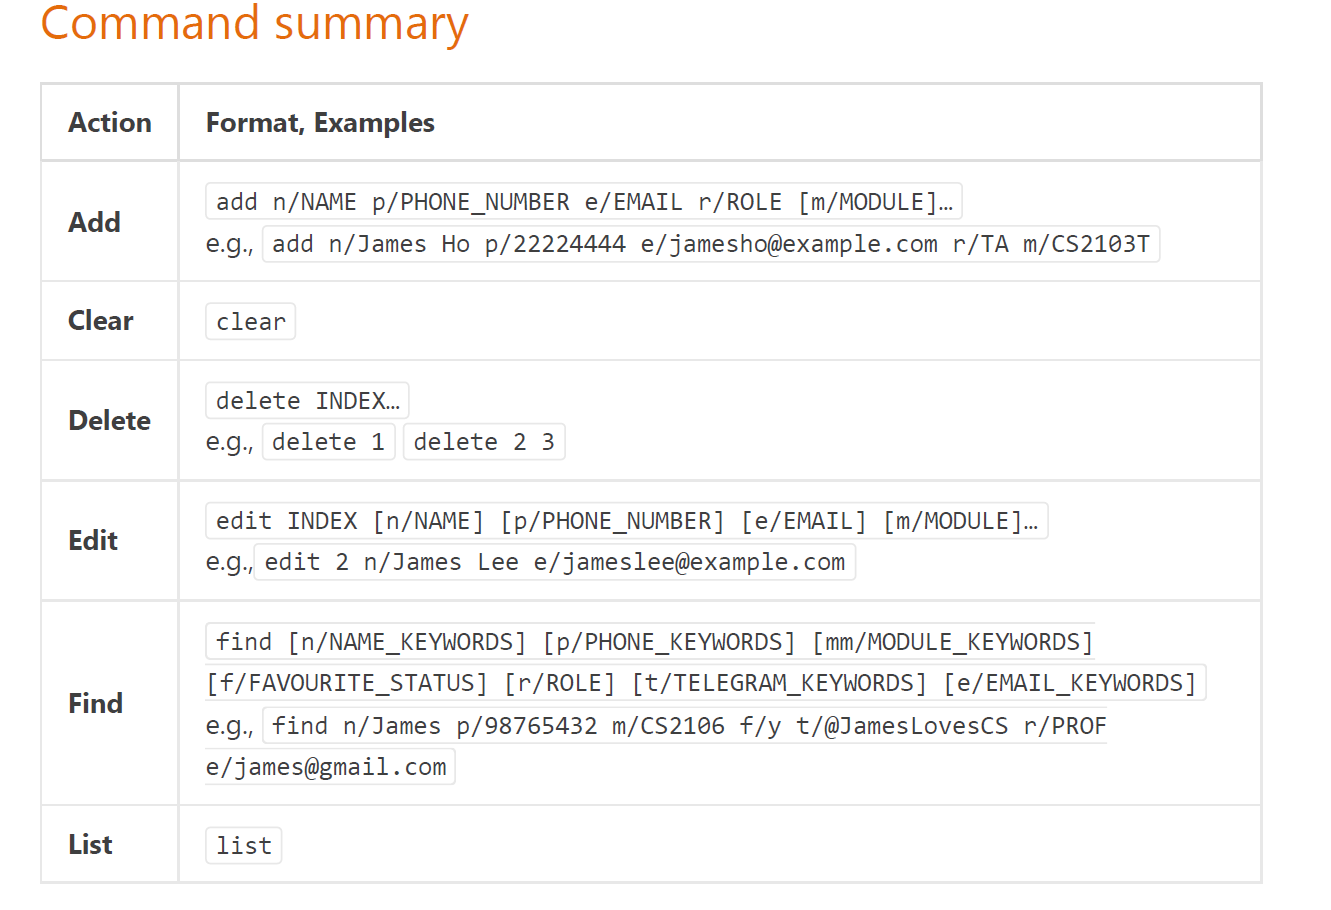 Command summary
Action Format, Examples
Add
add n/NAME p/PHONE_NUMBER e/EMAIL r/ROLE [m/MODULE]…
e.g., add n/James Ho p/22224444 e/jamesho@example.com r/TA m/CS2103T
Clear clear
Delete
delete INDEX…
e.g., delete 1 delete 2 3
Edit
edit INDEX [n/NAME] [p/PHONE_NUMBER] [e/EMAIL] [m/MODULE]…
e.g., edit 2 n/James Lee e/jameslee@example.com
Find
find [n/NAME_KEYWORDS] [p/PHONE_KEYWORDS] [mm/MODULE_KEYWORDS]
[f/FAVOURITE_STATUS] [r/ROLE] [t/TELEGRAM_KEYWORDS] [e/EMAIL_KEYWORDS]
e.g., find n/James p/98765432 m/CS2106 f/y t/@JamesLovesCS r/PROF
e/james@gmail.com
List list